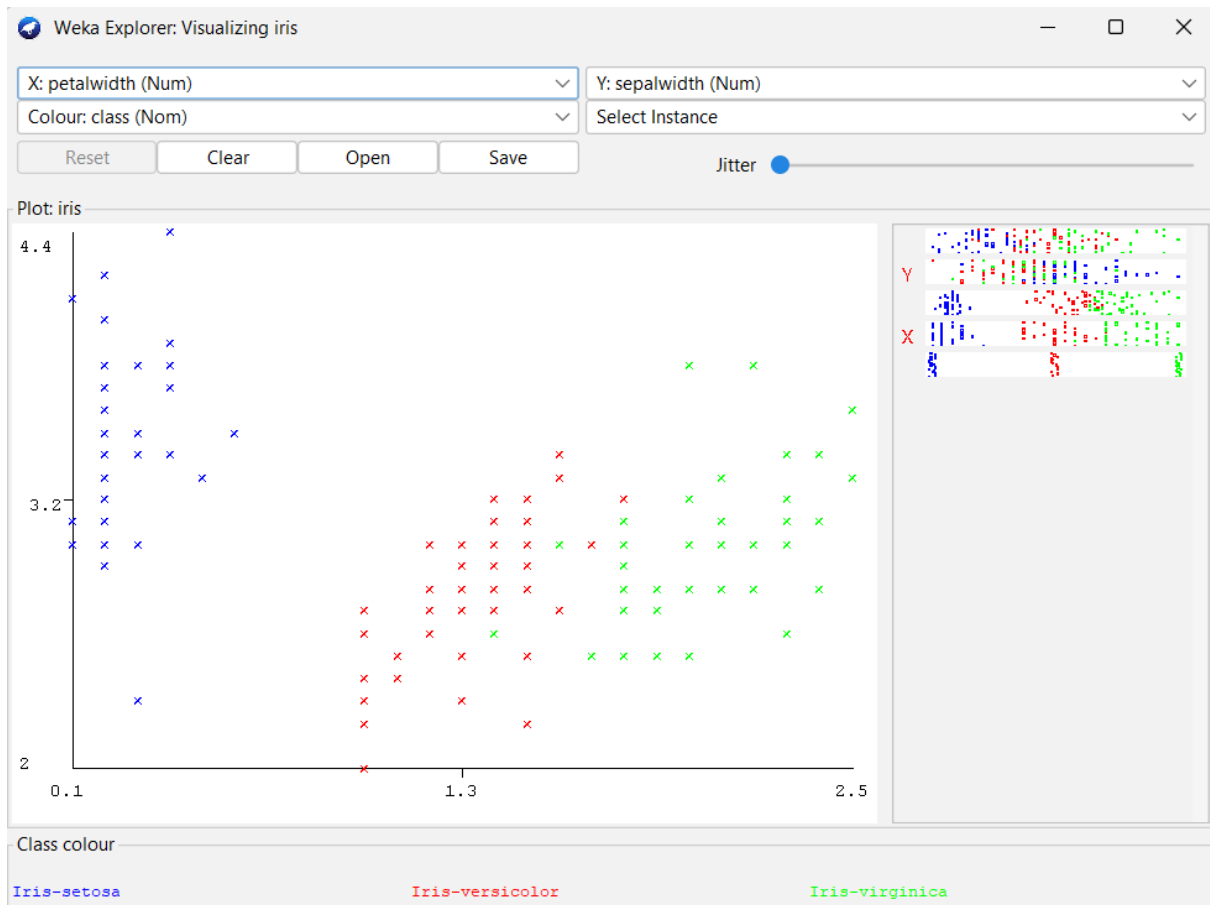 Weka Explorer: Visualizing iris
X: petalwidth (Num)
Y: sepalwidth (Num)
Colour: class (Nom)
Select Instance
Reset
Clear
Open
Save
Jitter
Plot: iris
4.4
3.2
2
0.1
1.3
2.5
Y
X
Class colour
Iris-setosa
Iris-versicolor
Iris-virginica